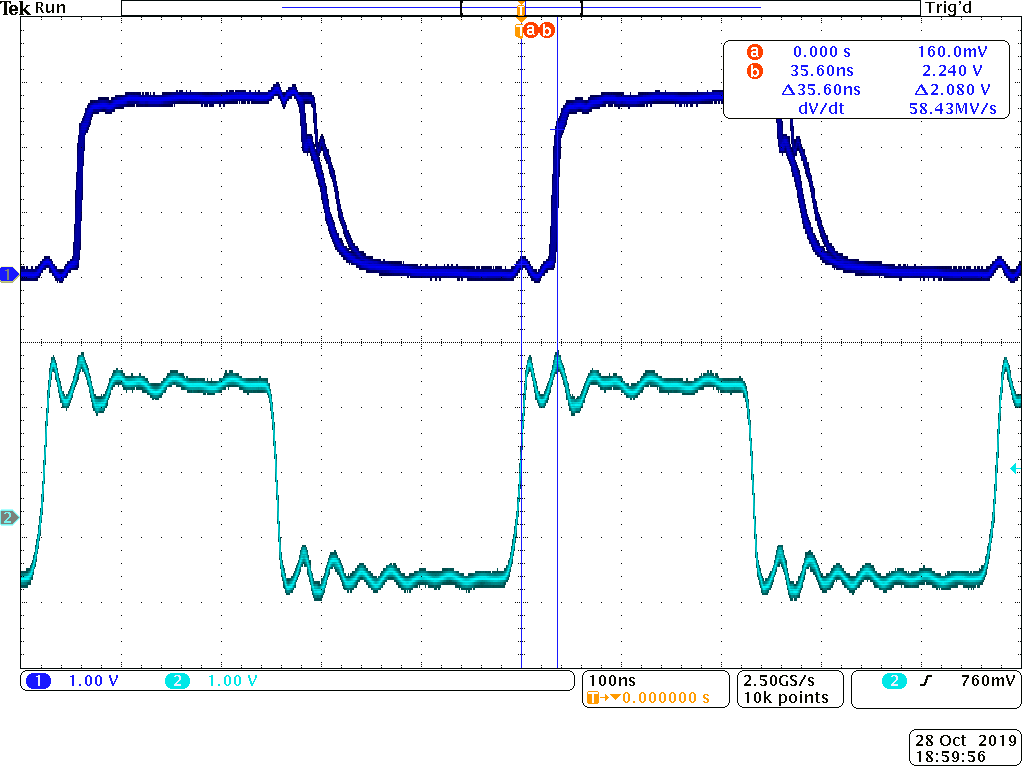 Tek Run Trig'd
T
T a b
a 0.000 s 160.0mV
b 35.60ns 2.240 V
Δ35.60ns Δ2.080 V
dV/dt 58.43MV/s
1
2
1 1.00 V 2 1.00 V
100ns
T→▼0.000000 s
2.50GS/s
10k points
2 ʃ 760mV
28 Oct 2019
18:59:56